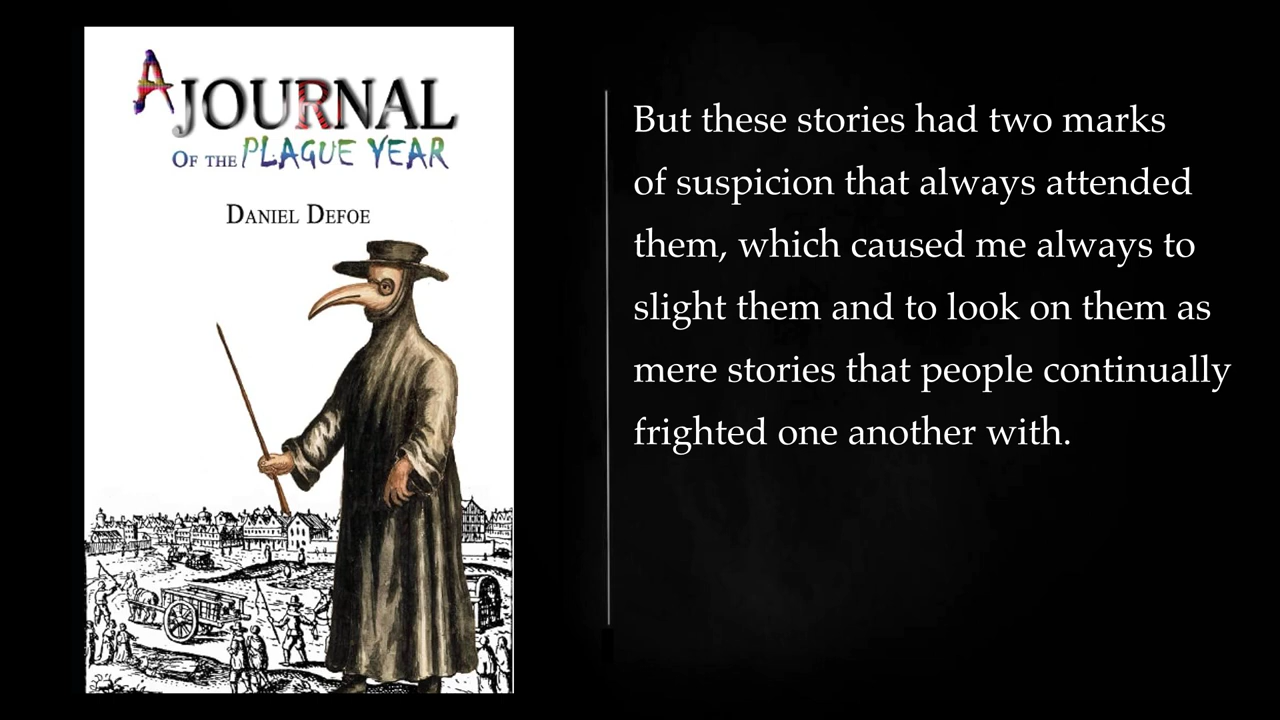 A JOURNAL
OF THE PLAGUE YEAR
DANIEL DEFOE
But these stories had two marks
of suspicion that always attended
them, which caused me always to
slight them and to look on them as
mere stories that people continually
frighted one another with.